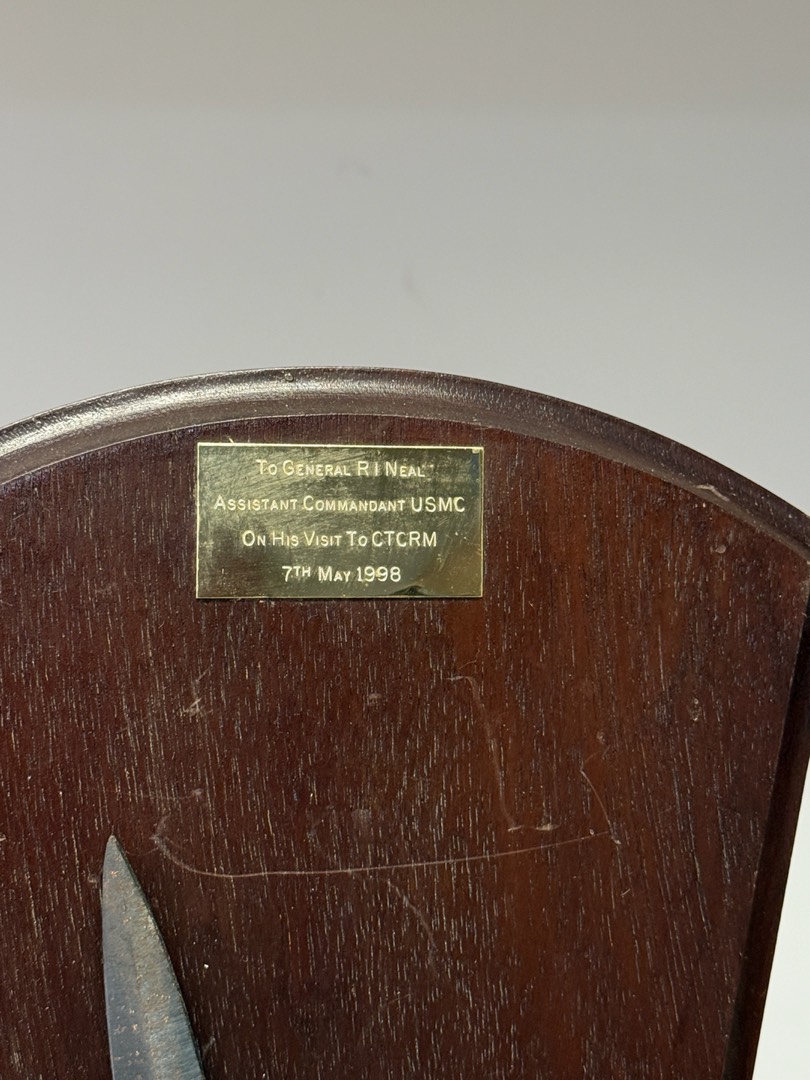 To General R I Neal
Assistant Commandant USMC
On His Visit To CTCRM
7th May 1998